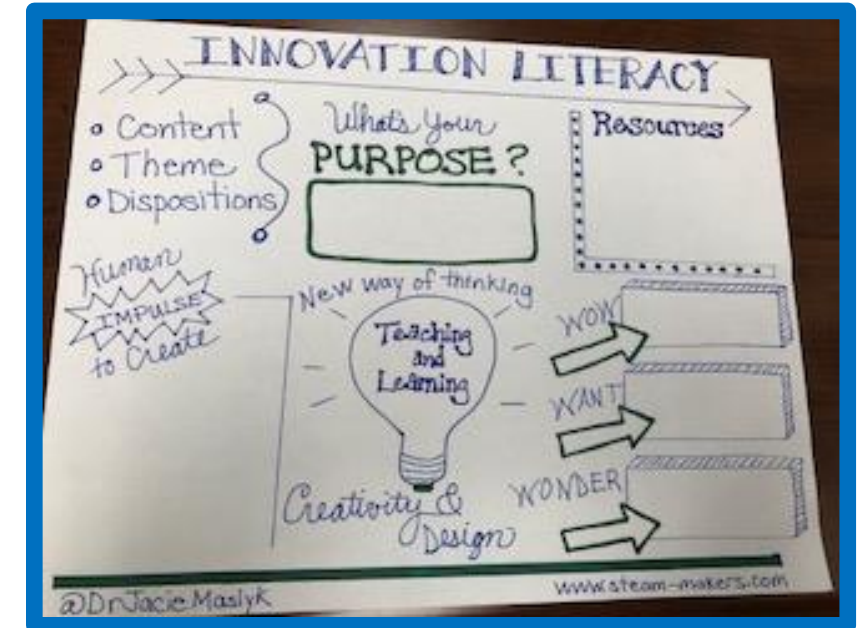 INNOVATION LITERACY
Content
Theme
Dispositions
What's Your
PURPOSE?
Resources
Human
IMPULSE
to Create
New way of thinking
Teaching
and
Learning
Creativity &
Design
WOW
WANT
WONDER
@DrJacieMaslyk
www.steam-makers.com